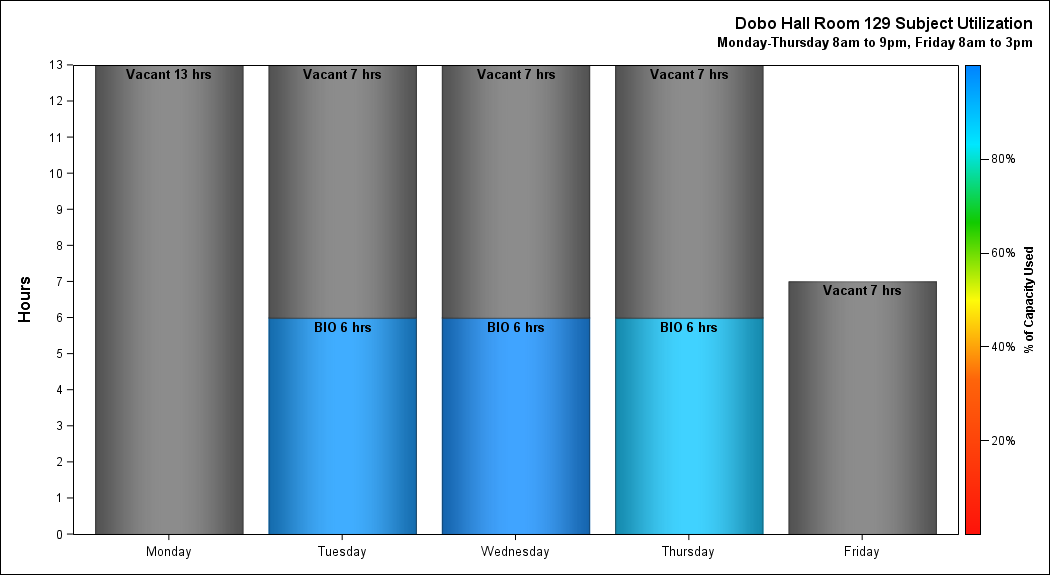 Dobo Hall Room 129 Subject Utilization
Monday-Thursday 8am to 9pm, Friday 8am to 3pm
Hours
13
12
11
10
9
8
7
6
5
4
3
2
1
0
Vacant 13 hrs
Vacant 7 hrs
Vacant 7 hrs
Vacant 7 hrs
Vacant 7 hrs
BIO 6 hrs
BIO 6 hrs
BIO 6 hrs
Monday
Tuesday
Wednesday
Thursday
Friday
80%
60%
40%
20%
% of Capacity Used